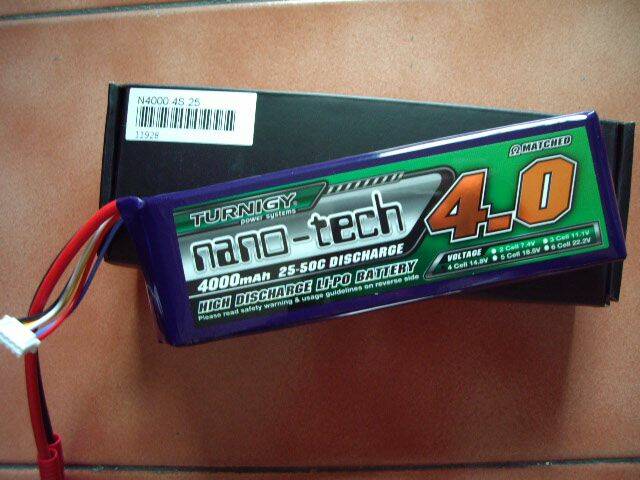 N4000.4S.25
11928
Ω MATCHED
TURNIGY®
power systems
nano-tech
4.0
4000mAh 25-50C DISCHARGE
HIGH DISCHARGE LI-PO BATTERY
Please read safety warning & usage guidelines on reverse side
VOLTAGE
2 Cell 7.4V
3 Cell 11.1V
4 Cell 14.8V
5 Cell 18.5V
6 Cell 22.2V